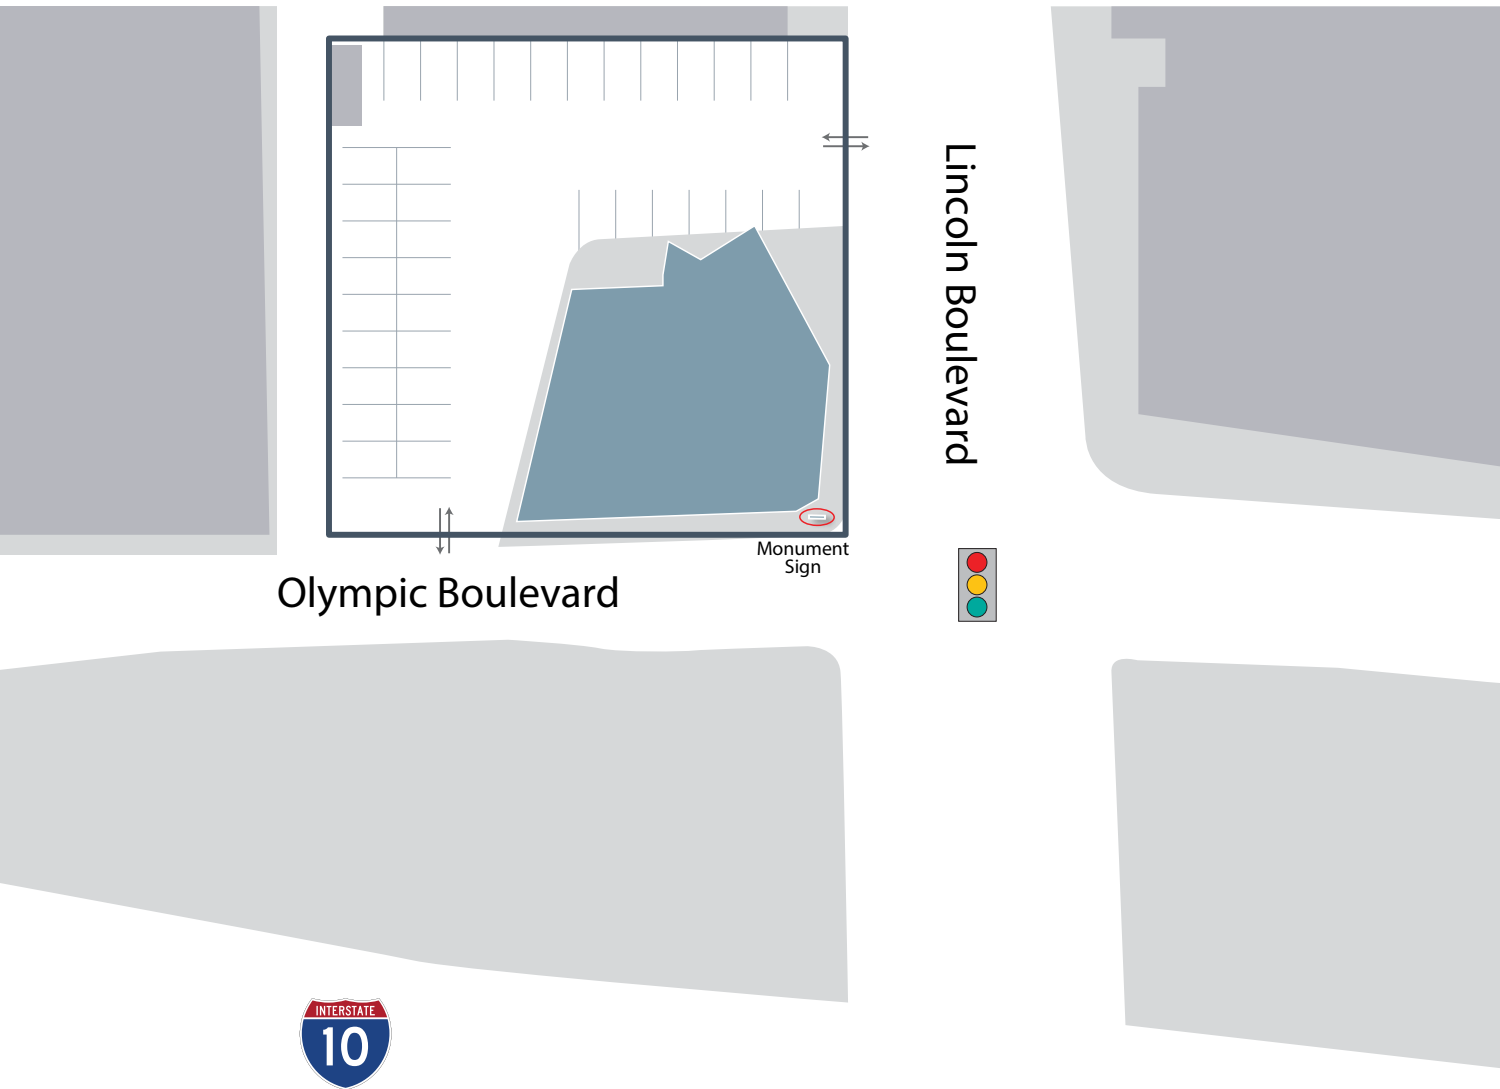 Lincoln Boulevard
Monument
Sign
Olympic Boulevard
INTERSTATE
10